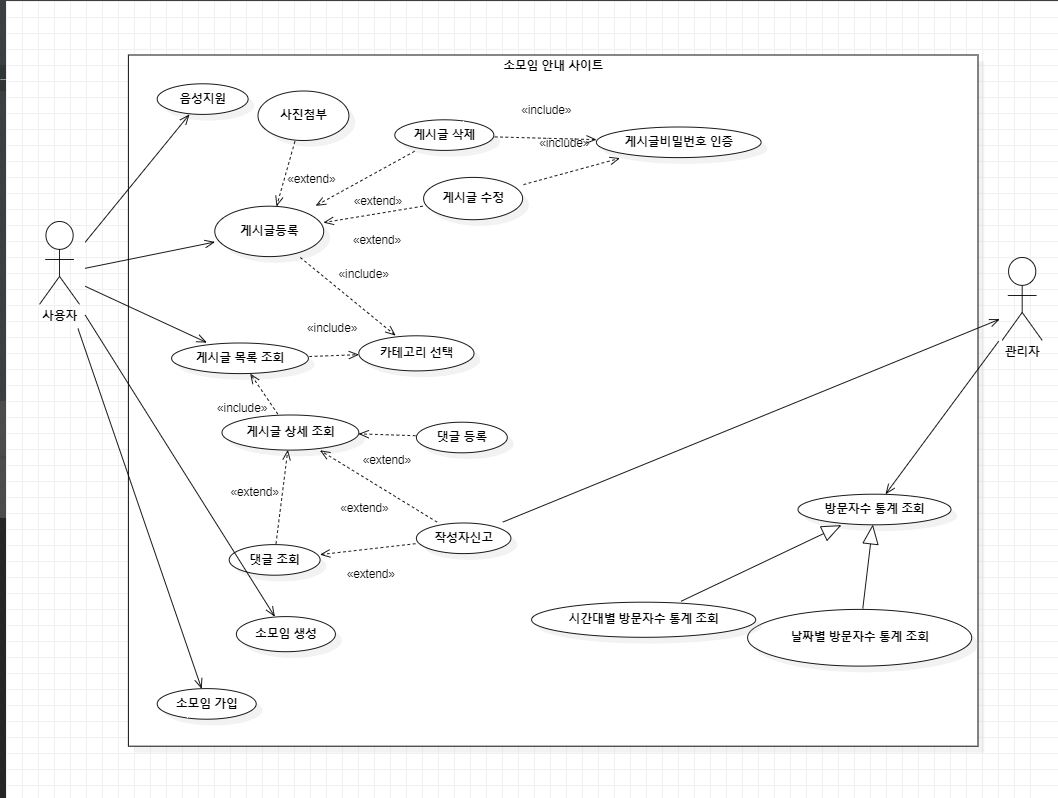 소모임 안내 사이트
음성지원
사진첨부
게시글 삭제
«include»
게시글비밀번호 인증
«include»
«extend»
게시글 수정
«extend»
게시글등록
«extend»
«include»
사용자
관리자
«include»
게시글 목록 조회
카테고리 선택
«include»
게시글 상세 조회
댓글 등록
«extend»
«extend»
«extend»
방문자수 통계 조회
작성자신고
댓글 조회
«extend»
시간대별 방문자수 통계 조회
소모임 생성
날짜별 방문자수 통계 조회
소모임 가입